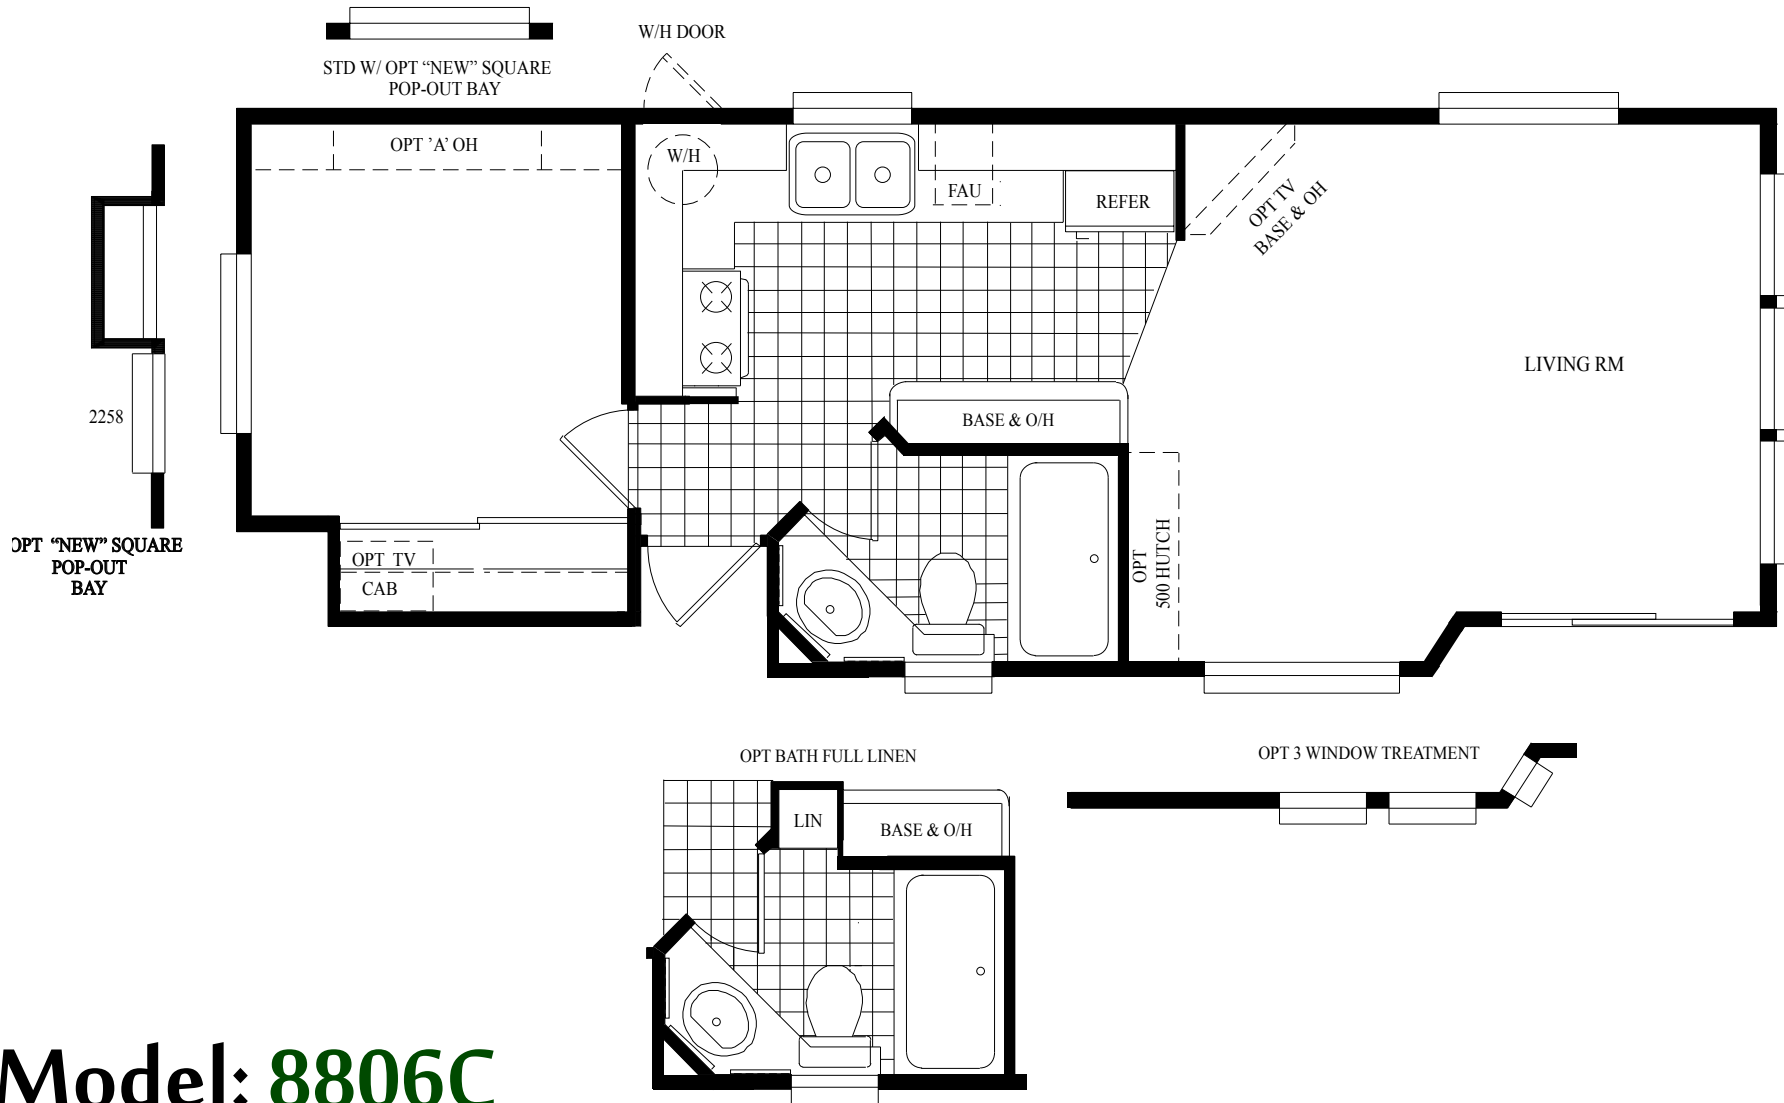 W/H DOOR
STD W/ OPT “NEW” SQUARE
POP-OUT BAY
OPT ’A’ OH
W/H
FAU
REFER
OPT TV
BASE & OH
LIVING RM
2258
BASE & O/H
OPT “NEW” SQUARE
POP-OUT
BAY
OPT TV
CAB
OPT
500 HUTCH
OPT BATH FULL LINEN
OPT 3 WINDOW TREATMENT
LIN
BASE & O/H
Model: 8806C